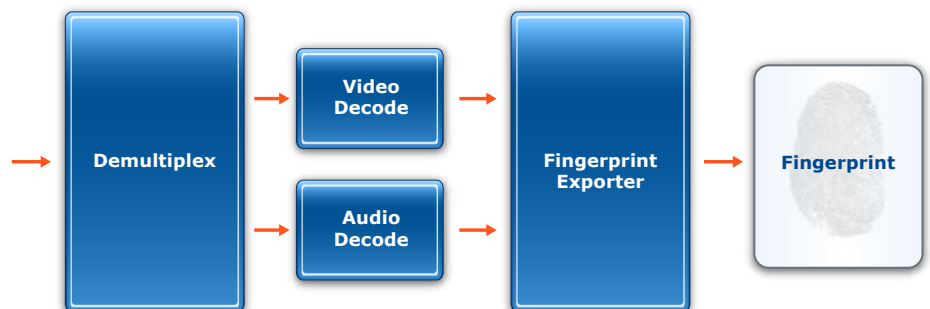 Demultiplex
Video
Decode
Audio
Decode
Fingerprint
Exporter
Fingerprint